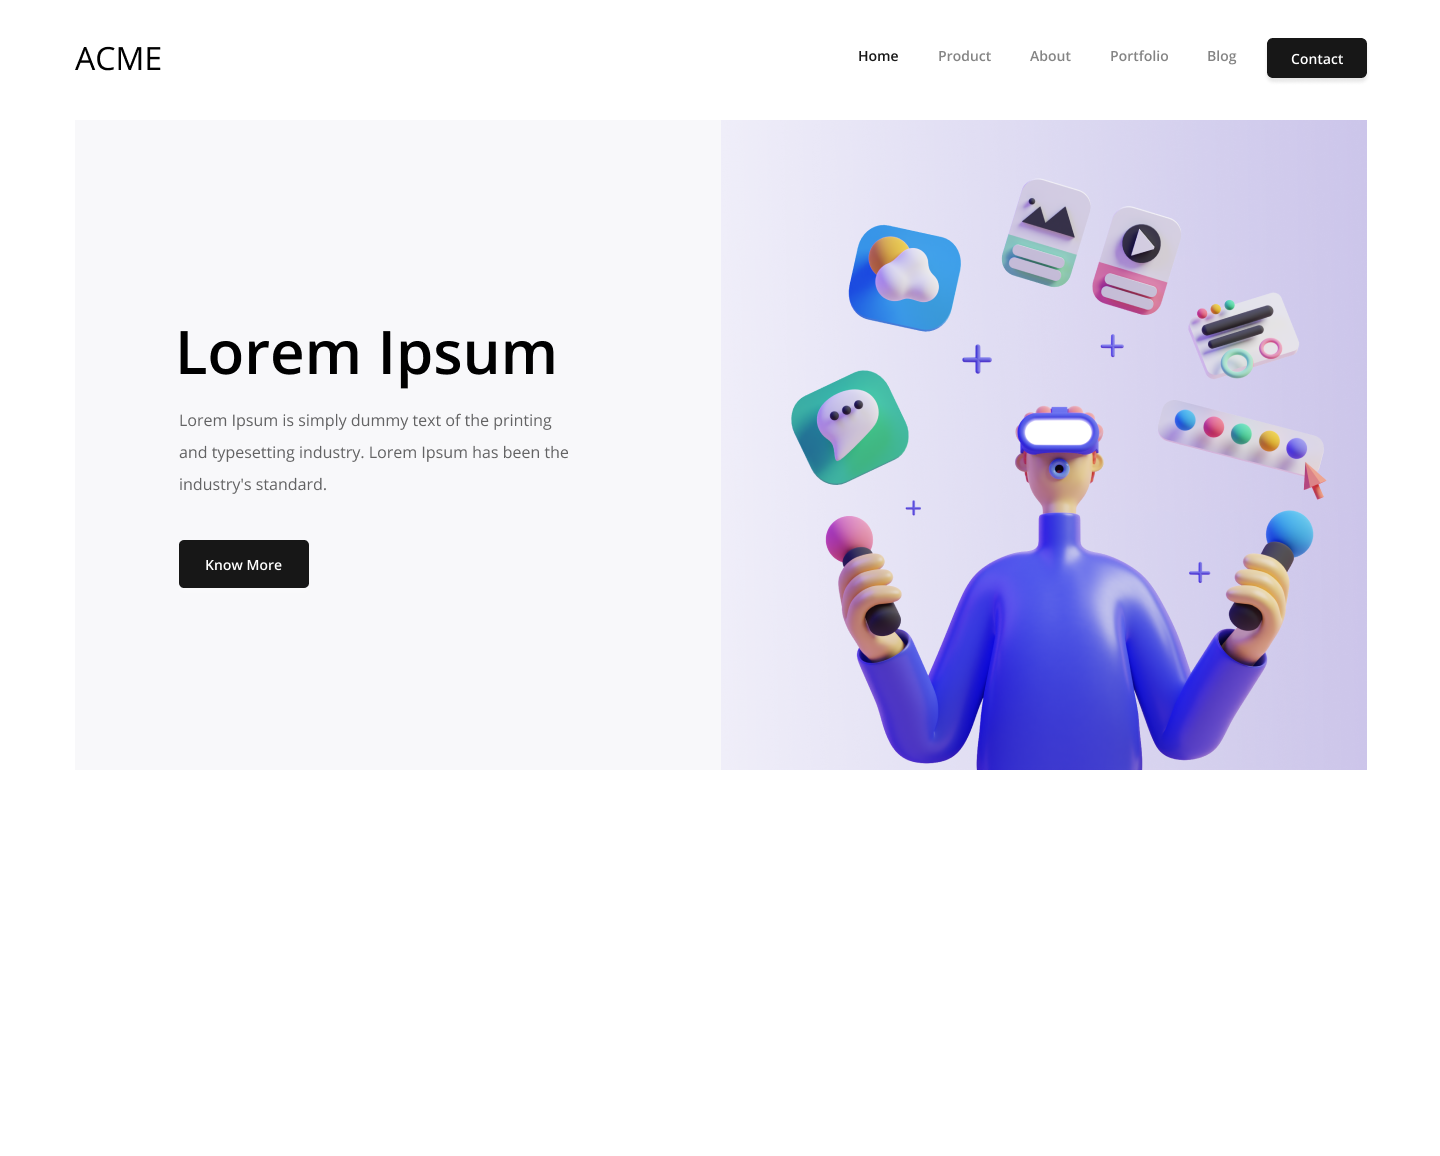 ACME
Home Product About Portfolio Blog Contact
Lorem Ipsum
Lorem Ipsum is simply dummy text of the printing
and typesetting industry. Lorem Ipsum has been the
industry's standard.
Know More